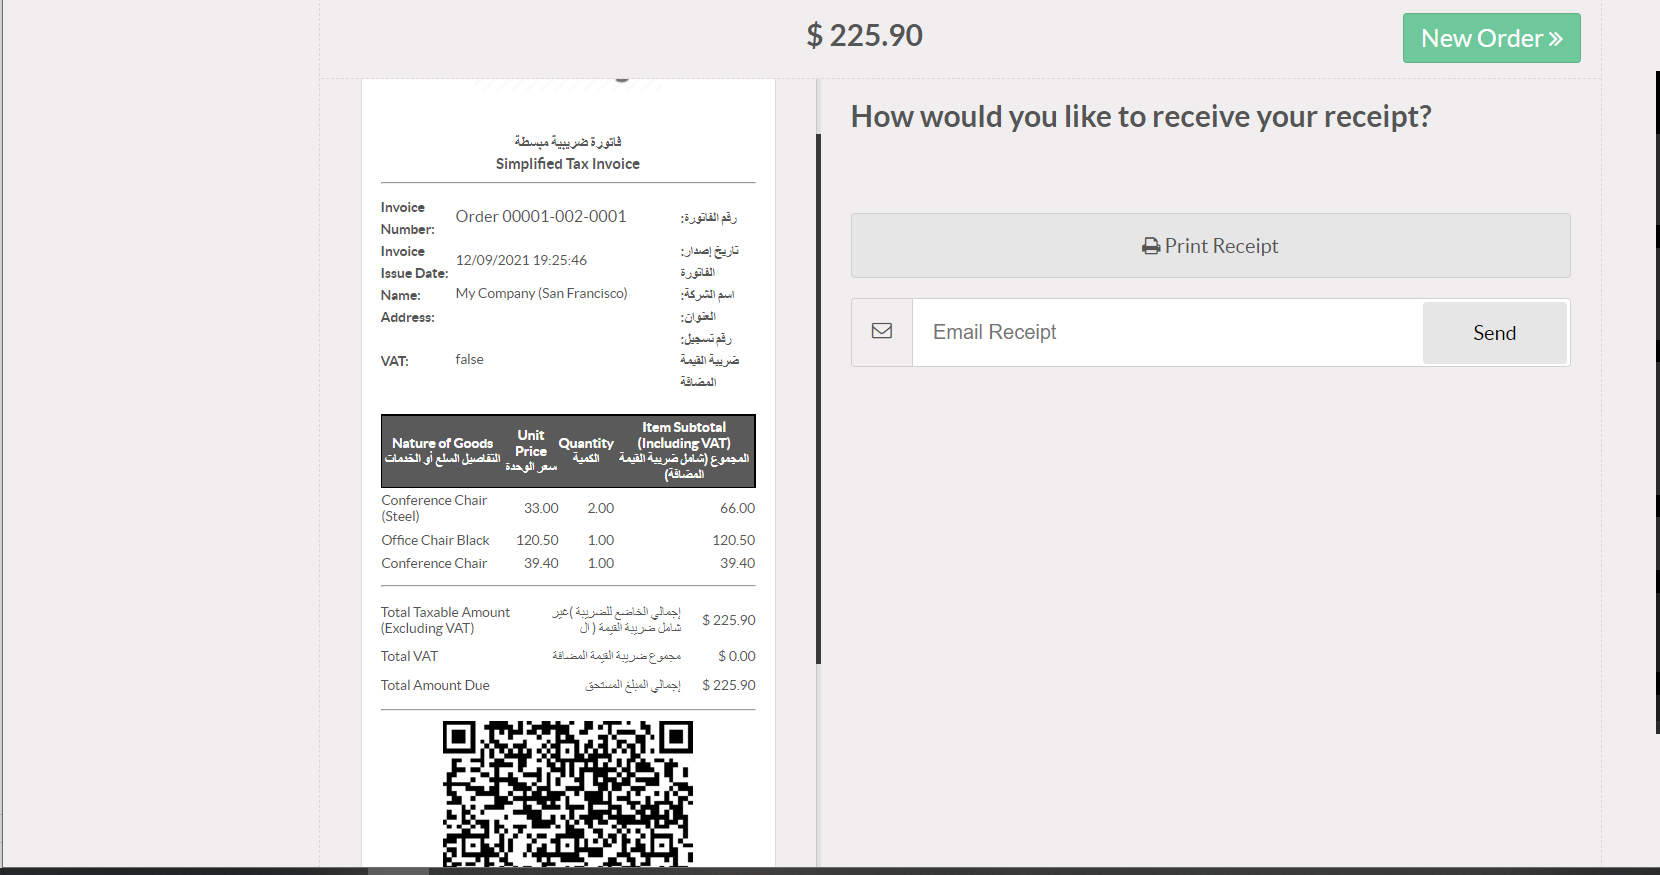 $ 225.90
New Order »
فاتورة ضريبية مبسطة
Simplified Tax Invoice
Invoice Number: Order 00001-002-0001 رقم الفاتورة:
Invoice Issue Date: 12/09/2021 19:25:46 تاريخ إصدار: الفاتورة
Name: My Company (San Francisco) اسم الشركة:
Address: العنوان:
VAT: false رقم تسجيل: ضريبة القيمة المضافة
Nature of Goods التفاصيل السلع أو الخدمات
Unit Price سعر الوحدة
Quantity الكمية
Item Subtotal (Including VAT) المجموع (شامل ضريبة القيمة المضافة)
Conference Chair (Steel) 33.00 2.00 66.00
Office Chair Black 120.50 1.00 120.50
Conference Chair 39.40 1.00 39.40
Total Taxable Amount (Excluding VAT) إجمالي الخاضع للضريبة )غير شامل ضريبة القيمة ( ال $ 225.90
Total VAT مجموع ضريبة القيمة المضافة $ 0.00
Total Amount Due إجمالي المبلغ المستحق $ 225.90
How would you like to receive your receipt?
Print Receipt
Email Receipt
Send